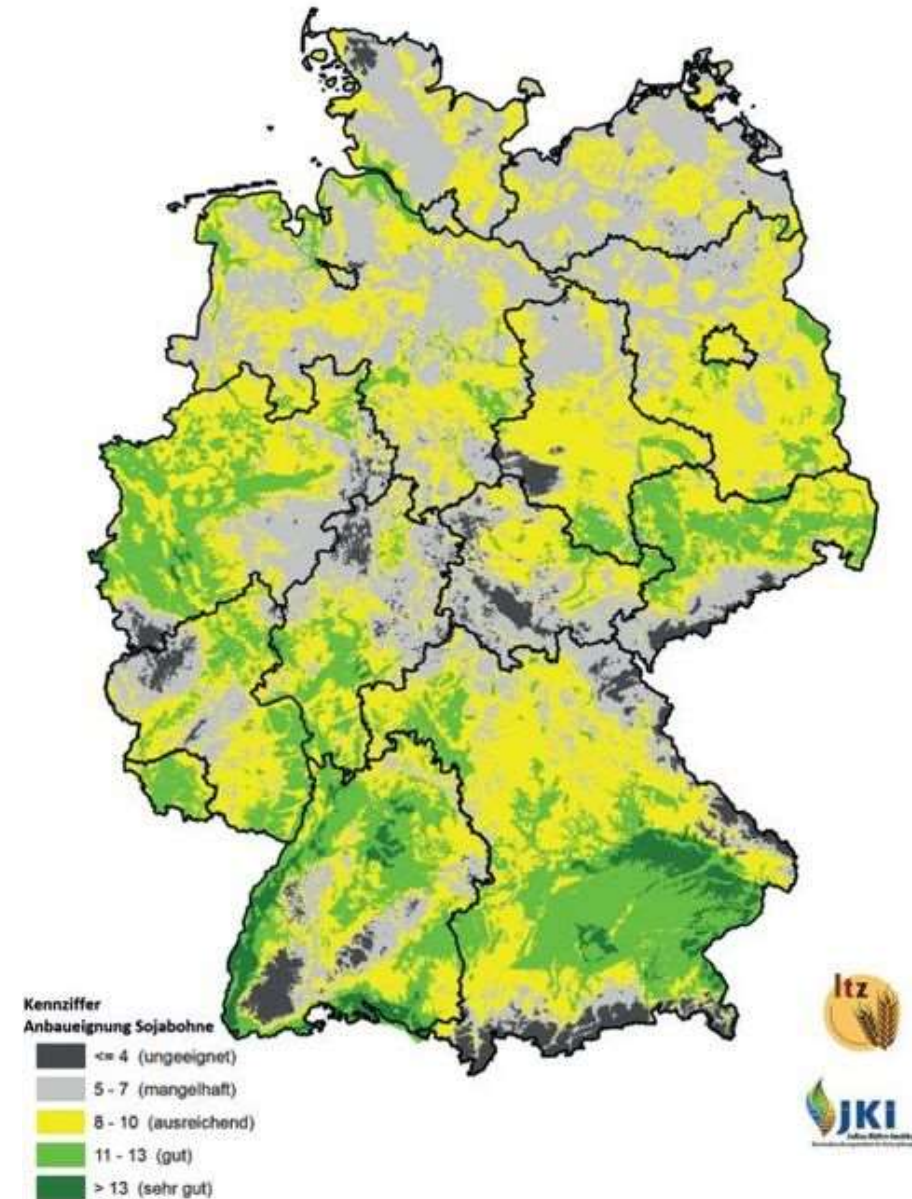 Kennziffer
Anbaueignung Sojabohne
<= 4 (ungeeignet)
5 - 7 (mangelhaft)
8 - 10 (ausreichend)
11 - 13 (gut)
> 13 (sehr gut)
ltz
JKI